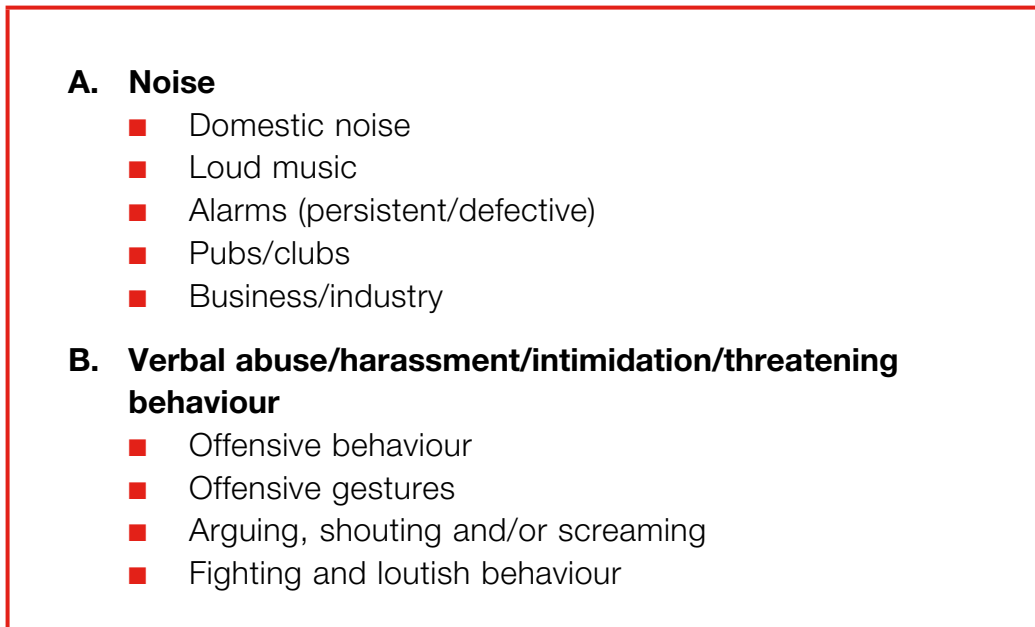 A. Noise
■ Domestic noise
■ Loud music
■ Alarms (persistent/defective)
■ Pubs/clubs
■ Business/industry
B. Verbal abuse/harassment/intimidation/threatening
behaviour
■ Offensive behaviour
■ Offensive gestures
■ Arguing, shouting and/or screaming
■ Fighting and loutish behaviour